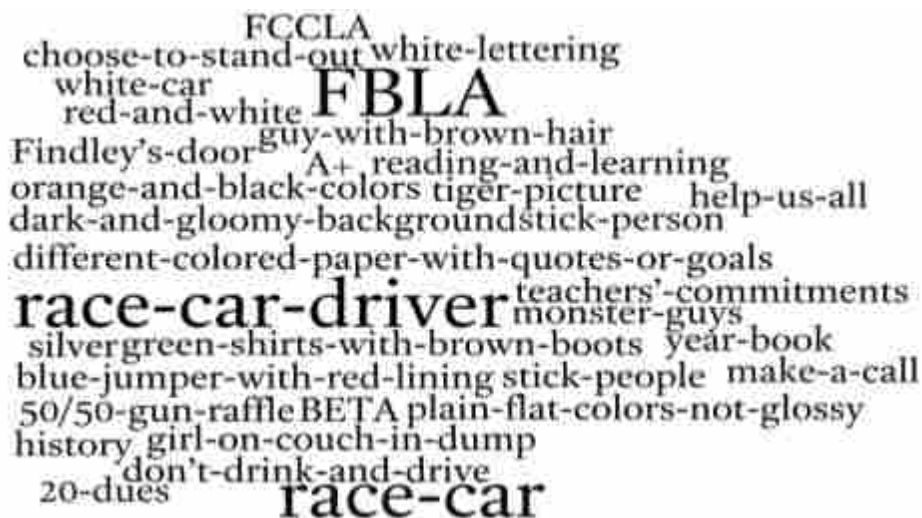 FCCLA
choose-to-stand-out white-lettering
white-car FBLA
red-and-white
guy-with-brown-hair
Findley's-door A+ reading-and-learning
orange-and-black-colors tiger-picture help-us-all
dark-and-gloomy-background stick-person
different-colored-paper-with-quotes-or-goals
race-car-driver teachers'-commitments
monster-guys
silver green-shirts-with-brown-boots year-book
blue-jumper-with-red-lining stick-people make-a-call
50/50-gun-raffle BETA plain-flat-colors-not-glossy
history girl-on-couch-in-dump
don't-drink-and-drive
20-dues race-car